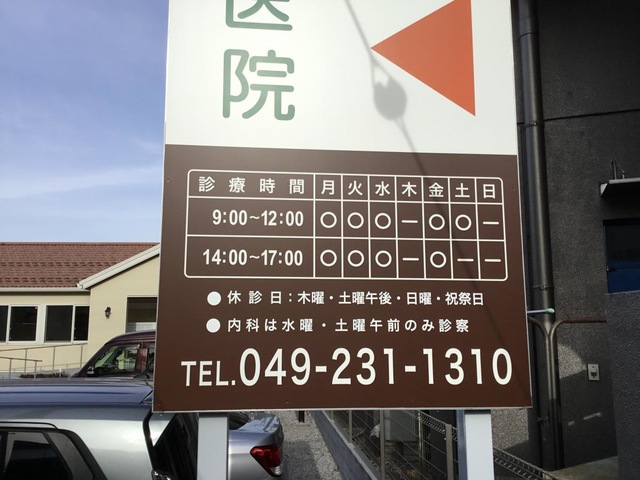 医院
診療時間 月 火 水 木 金 土 日
9:00~12:00 ○ ○ ○ ー ○ ○ ー
14:00~17:00 ○ ○ ○ ー ○ ー ー
●休診日:木曜・土曜午後・日曜・祝祭日
●内科は水曜・土曜午前のみ診察
TEL.049-231-1310